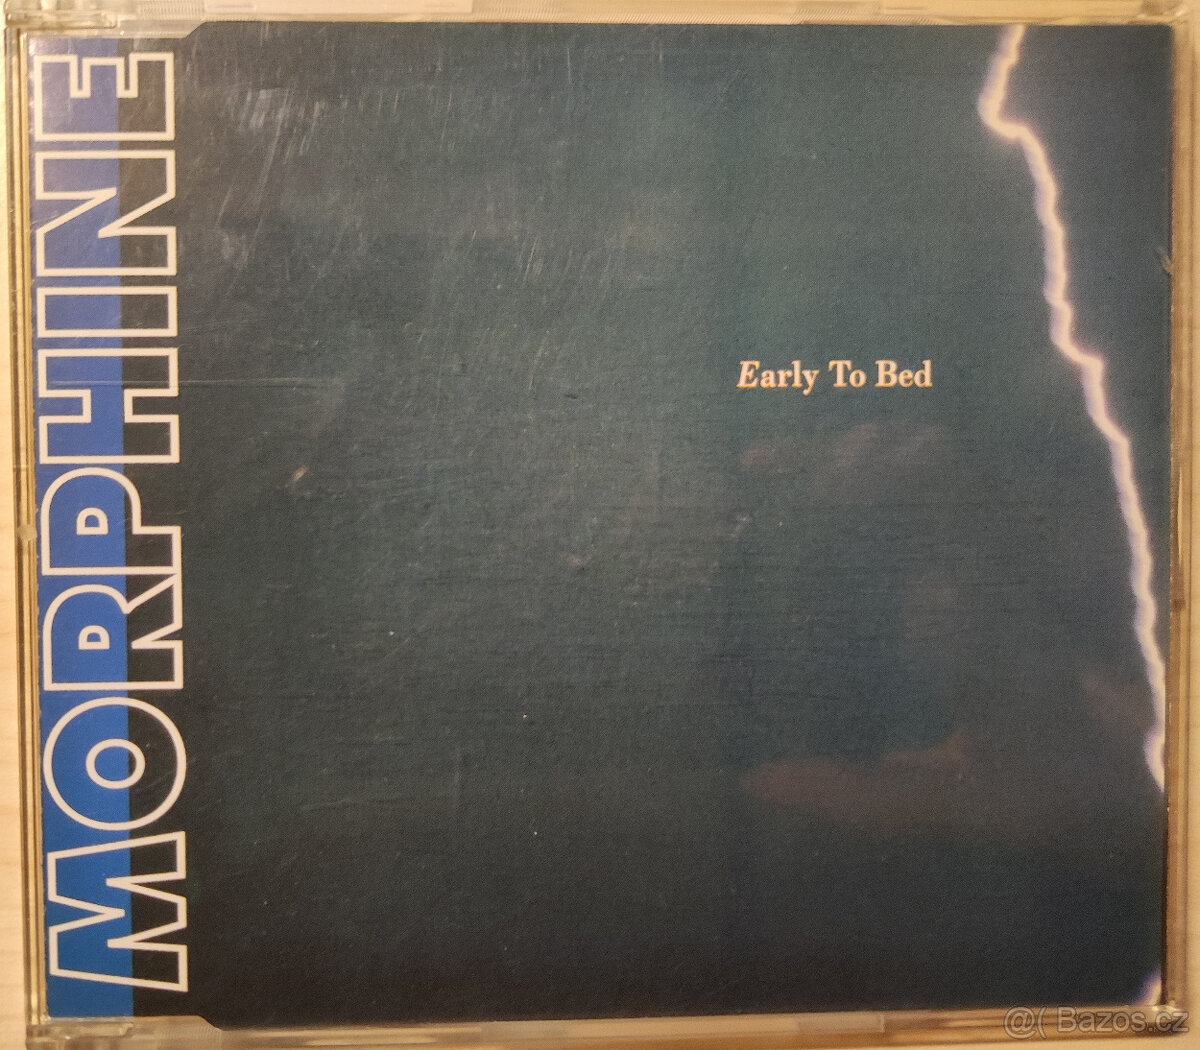 MORPHINE
Early To Bed
@( Bazos.cz